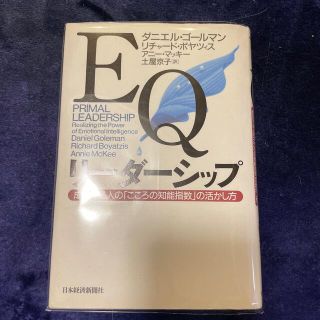 ダニエル・ゴールマン
リチャード・ボヤツィス
アニー・マッキー
土屋京子 訳
EQ
PRIMAL
LEADERSHIP
Realizing the Power
of Emotional Intelligence
Daniel Goleman
Richard Boyatzis
Annie McKee
リーダーシップ
人の「こころの知能指数」の活かし方
日本経済新聞社